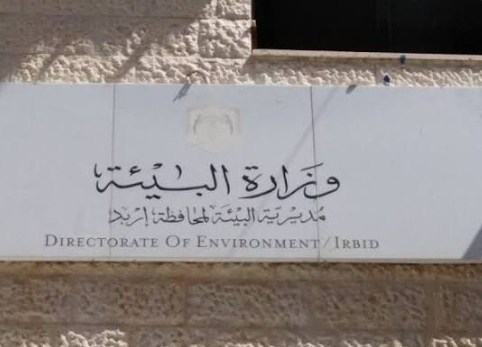 وزارة البيئة
مديرية البيئة لمحافظة إربد
DIRECTORATE OF ENVIRONMENT/IRBID